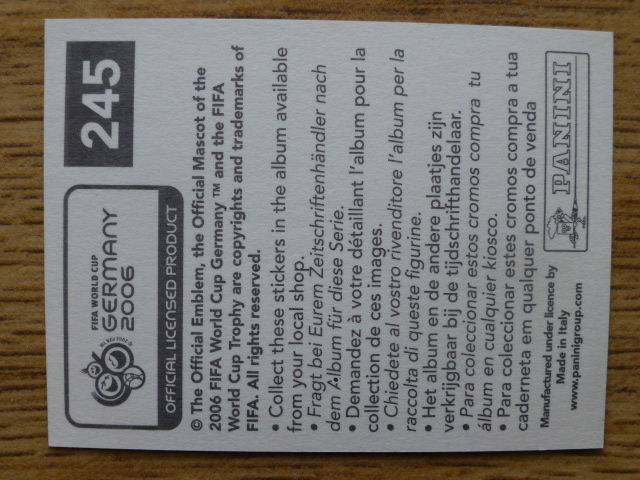 FIFA WORLD CUP
GERMANY
2006
OFFICIAL LICENSED PRODUCT
245
© The Official Emblem, the Official Mascot of the
2006 FIFA World Cup Germany ™ and the FIFA
World Cup Trophy are copyrights and trademarks of
FIFA. All rights reserved.
• Collect these stickers in the album available
from your local shop.
• Fragt bei Eurem Zeitschriftenhändler nach
dem Album für diese Serie.
• Demandez à votre détaillant l'album pour la
collection de ces images.
• Chiedete al vostro rivenditore l'album per la
raccolta di queste figurine.
• Het album en de andere plaatjes zijn
verkrijgbaar bij de tijdschrifthandelaar.
• Para coleccionar estos cromos compra tu
álbum en cualquier kiosco.
• Para coleccionar estes cromos compra a tua
caderneta em qualquer ponto de venda
Manufactured under licence by
Made in Italy
www.paninigroup.com
PANINI